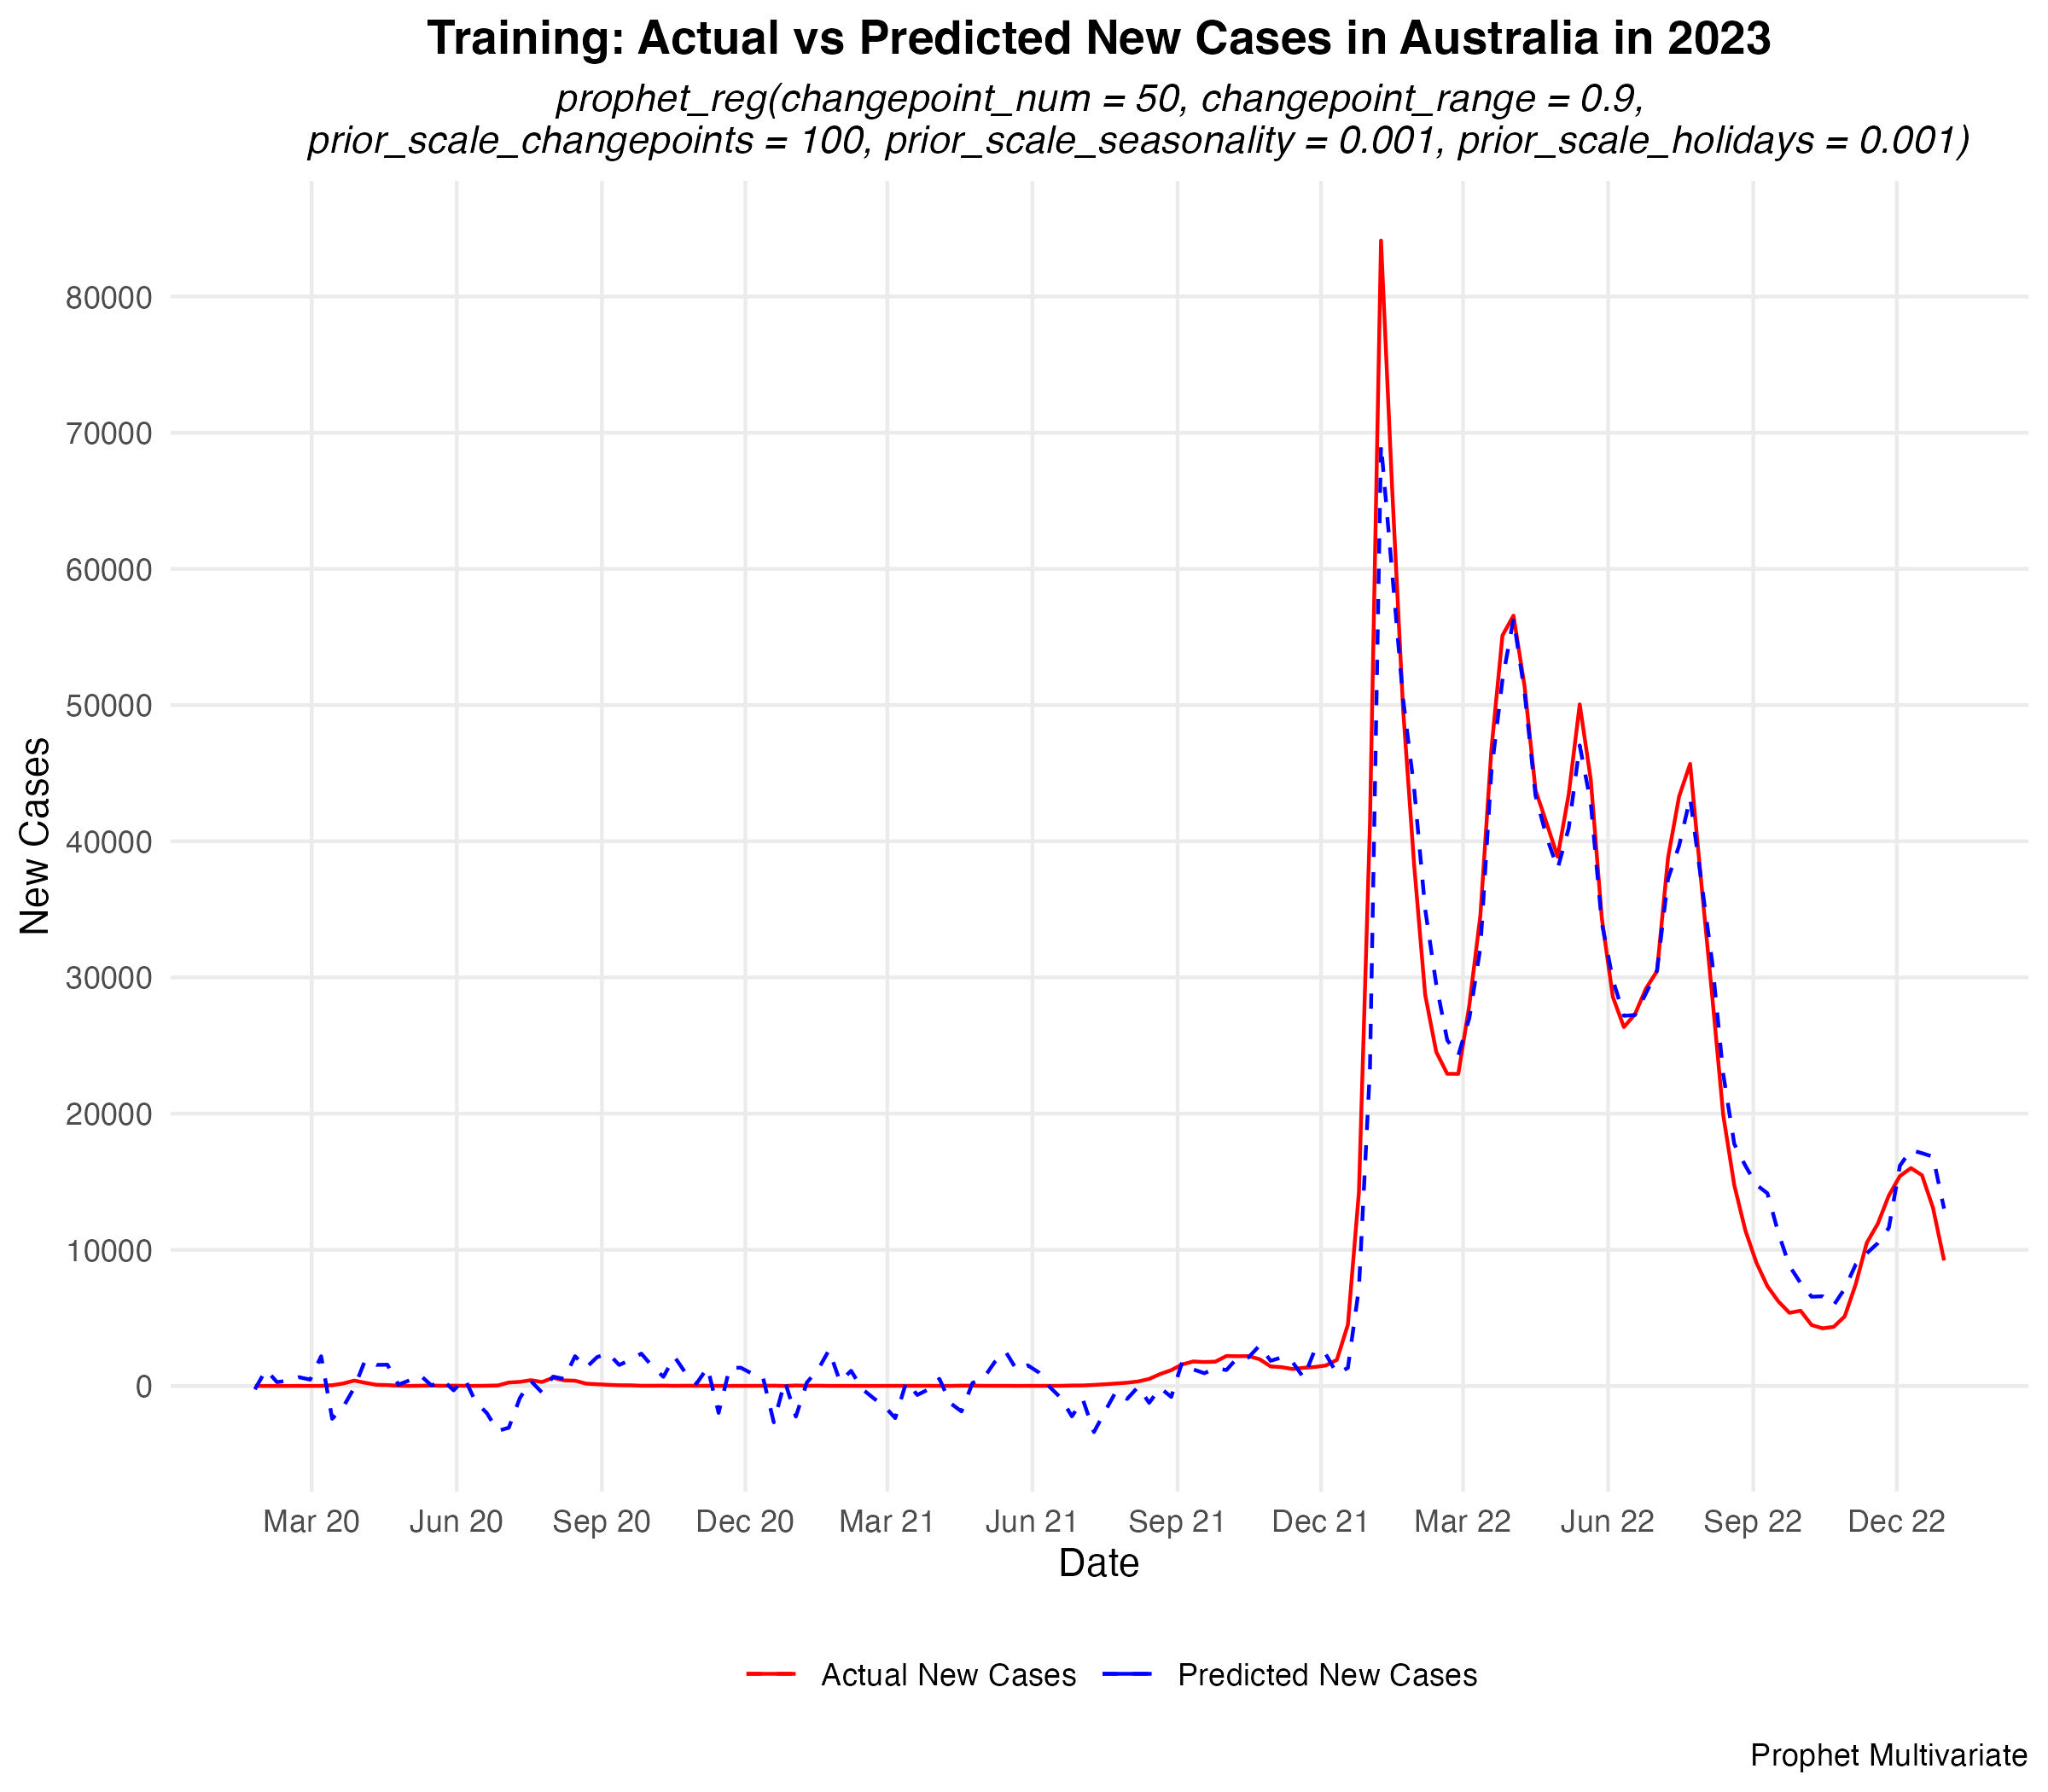 Training: Actual vs Predicted New Cases in Australia in 2023
prophet_reg(changepoint_num = 50, changepoint_range = 0.9,
prior_scale_changepoints = 100, prior_scale_seasonality = 0.001, prior_scale_holidays = 0.001)
New Cases
80000
70000
60000
50000
40000
30000
20000
10000
0
Mar 20 Jun 20 Sep 20 Dec 20 Mar 21 Jun 21 Sep 21 Dec 21 Mar 22 Jun 22 Sep 22 Dec 22
Date
Actual New Cases Predicted New Cases
Prophet Multivariate